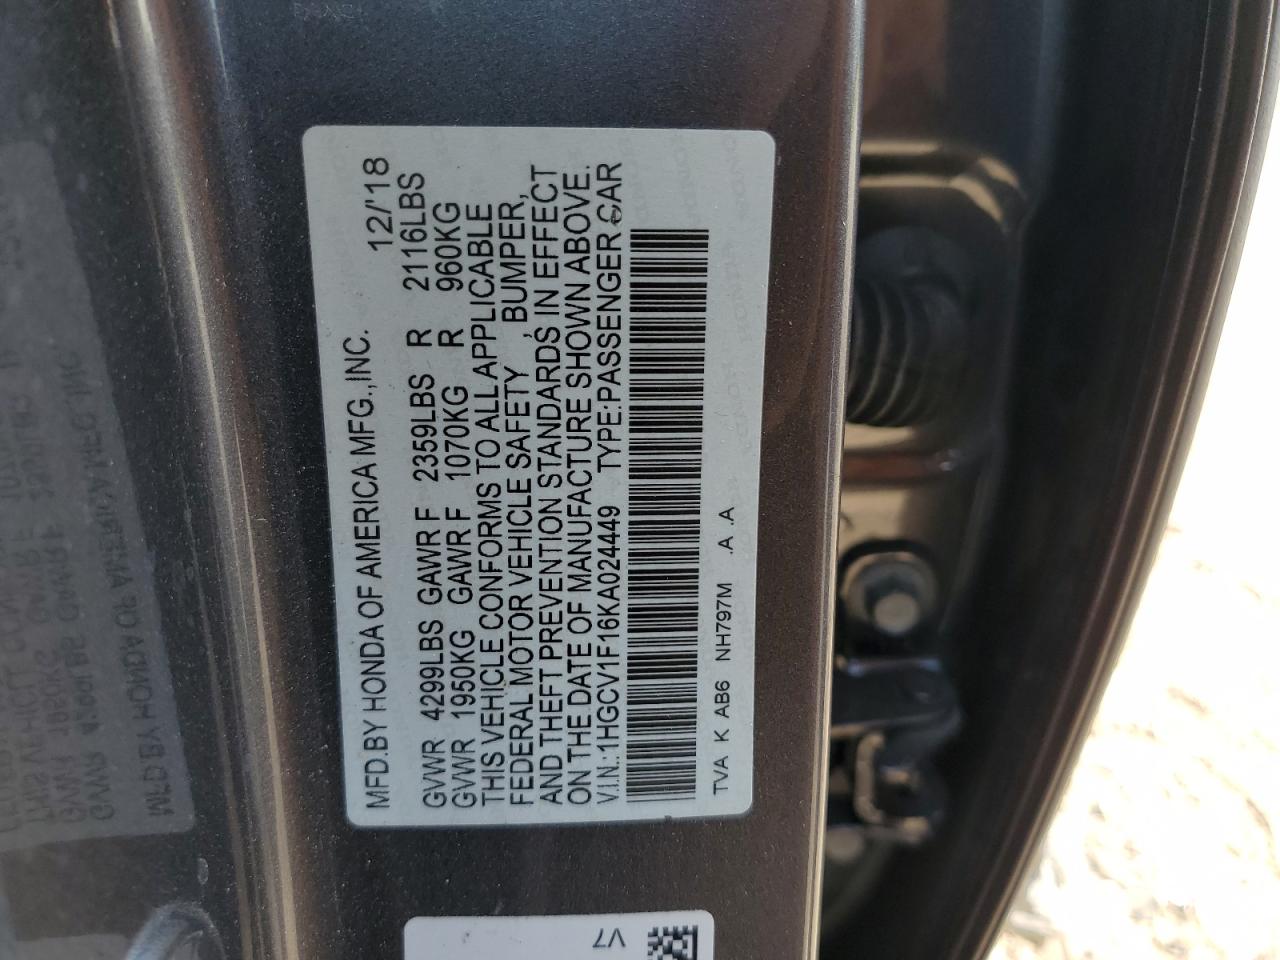 MFD.BY HONDA OF AMERICA MFG.,INC. 12/'18
GVWR 4299LBS GAWR F 2359LBS R 2116LBS
GVWR 1950KG GAWR F 1070KG R 960KG
THIS VEHICLE CONFORMS TO ALL APPLICABLE
FEDERAL MOTOR VEHICLE SAFETY , BUMPER,
AND THEFT PREVENTION STANDARDS, IN EFFECT
ON THE DATE OF MANUFACTURE SHOWN ABOVE.
V.I.N.:1HGCV1F16KA024449 TYPE:PASSENGER CAR
TVA K AB6 NH797M .A .A
V7